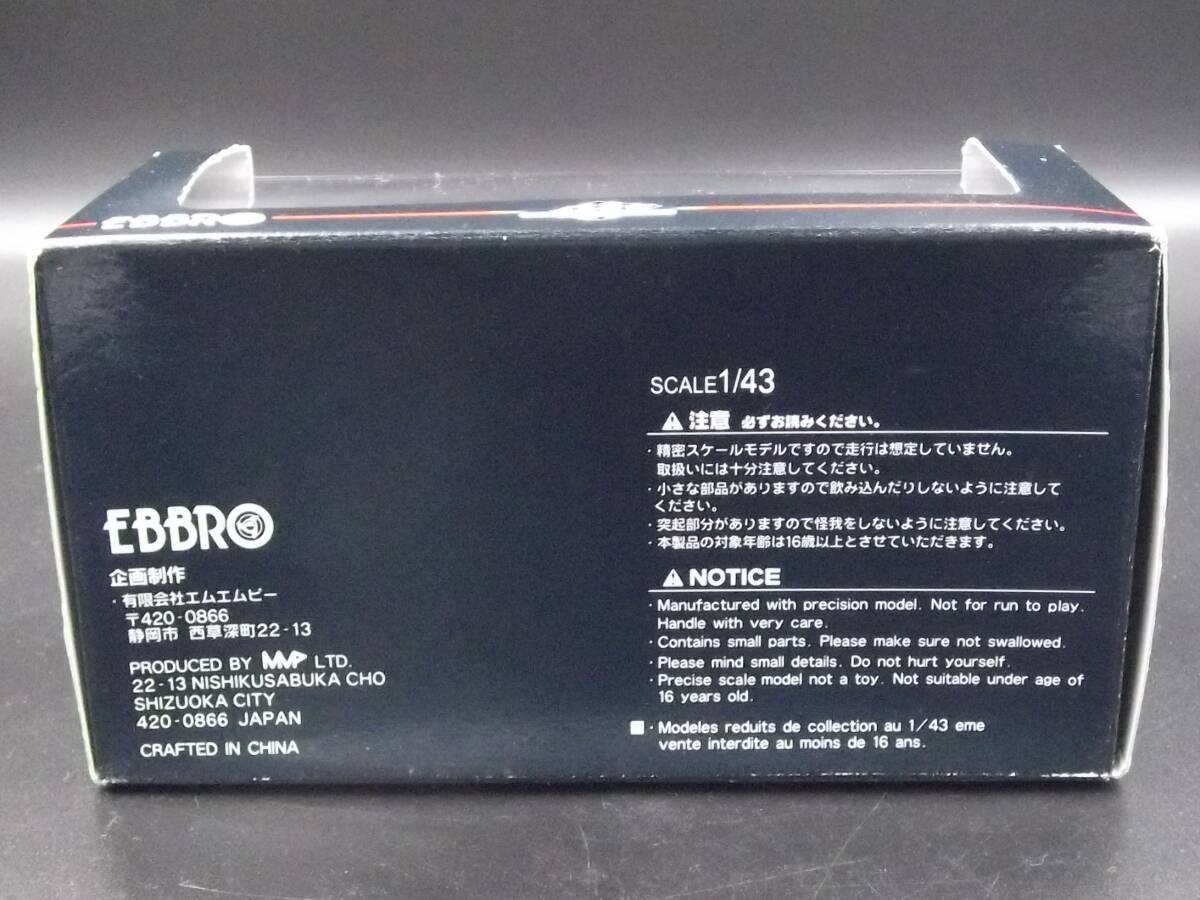 EBBRO
EBBRO
企画制作
・有限会社エムエムピー
〒420-0866
静岡市 西草深町22-13
PRODUCED BY MMP LTD.
22-13 NISHIKUSABUKA CHO
SHIZUOKA CITY
420-0866 JAPAN
CRAFTED IN CHINA
SCALE1/43
注意 必ずお読みください。
・精密スケールモデルですので走行は想定していません。
取扱いには十分注意してください。
・小さな部品がありますので飲み込んだりしないように注意して
ください。
・突起部分がありますので怪我をしないように注意してください。
・本製品の対象年齢は16歳以上とさせていただきます。
NOTICE
・Manufactured with precision model. Not for run to play.
Handle with very care.
・Contains small parts. Please make sure not swallowed.
・Please mind small details. Do not hurt yourself.
・Precise scale model not a toy. Not suitable under age of
16 years old.
・Modeles reduits de collection au 1/43 eme
vente interdite au moins de 16 ans.